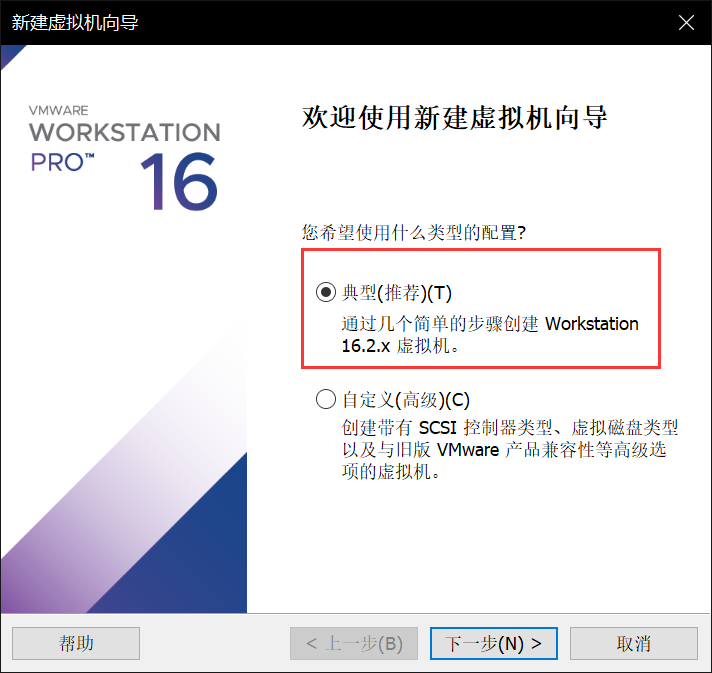 新建虚拟机向导
VMWARE
WORKSTATION
PRO™
16
欢迎使用新建虚拟机向导
您希望使用什么类型的配置?
典型(推荐)(T)
通过几个简单的步骤创建 Workstation
16.2.x 虚拟机。
自定义(高级)(C)
创建带有 SCSI 控制器类型、虚拟磁盘类型
以及与旧版 VMware 产品兼容性等高级选
项的虚拟机。
帮助
< 上一步(B)
下一步(N) >
取消